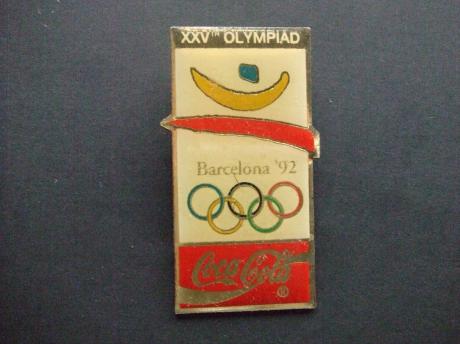 XXVTH OLYMPIAD
Barcelona '92
Coca-Cola
®